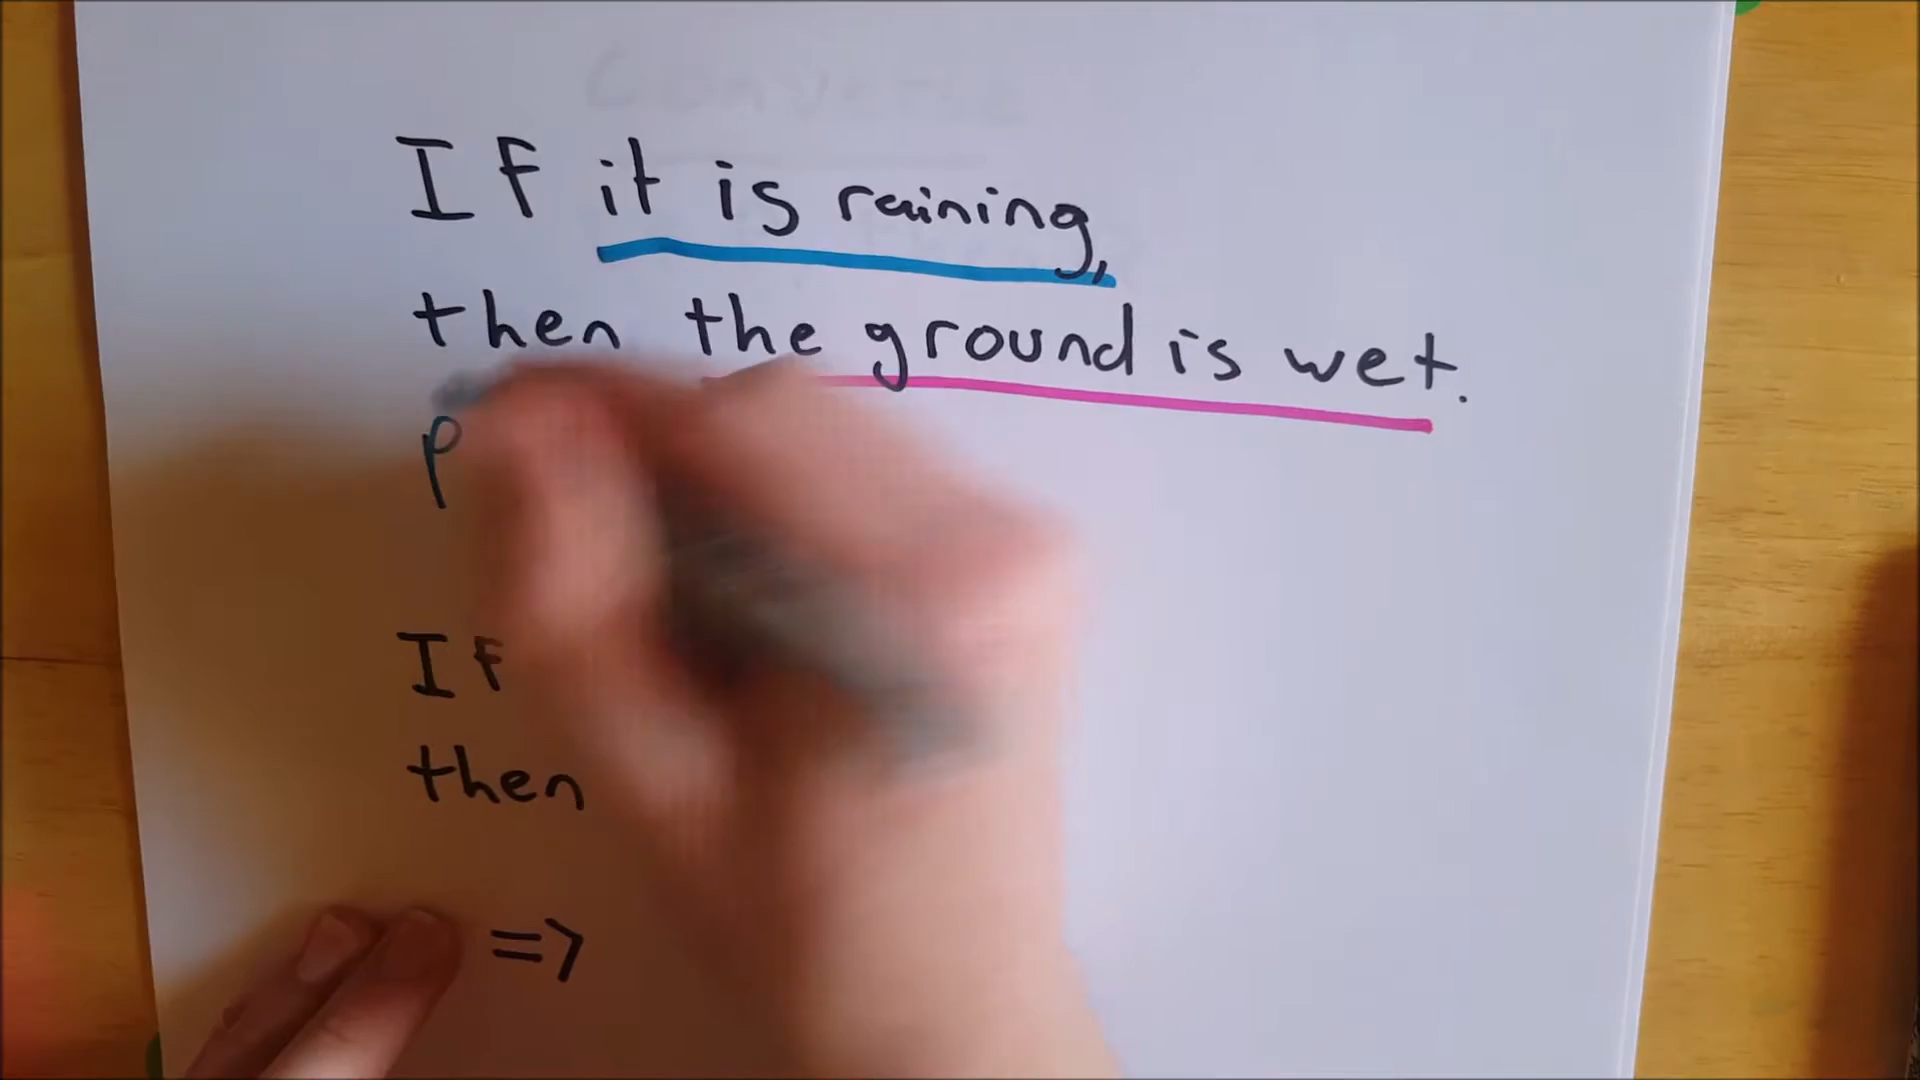 If it is raining,
then the ground is wet.
P
If
then
=>